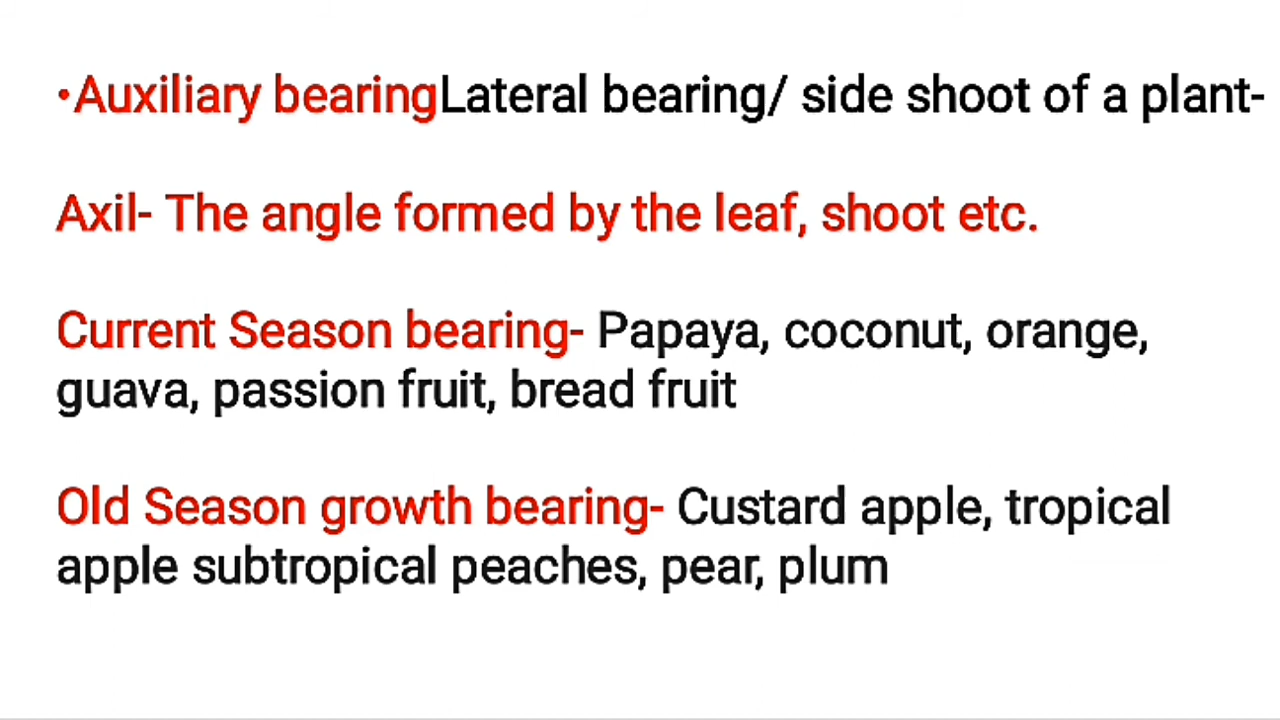 •Auxiliary bearingLateral bearing/ side shoot of a plant-
Axil- The angle formed by the leaf, shoot etc.
Current Season bearing- Papaya, coconut, orange,
guava, passion fruit, bread fruit
Old Season growth bearing- Custard apple, tropical
apple subtropical peaches, pear, plum